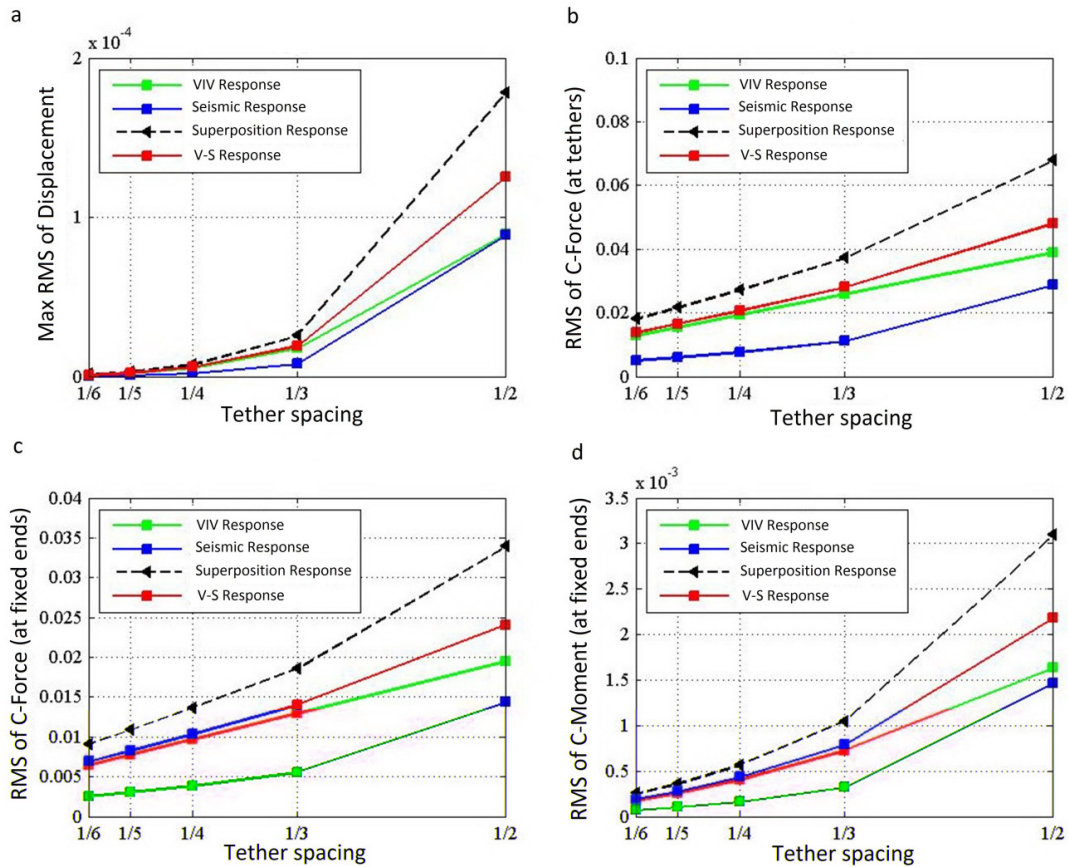 a
x 10-4
2
1
0
Max RMS of Displacement
VIV Response
Seismic Response
Superposition Response
V-S Response
1/6 1/5 1/4 1/3 1/2
Tether spacing
b
0.1
0.08
0.06
0.04
0.02
0
RMS of C-Force (at tethers)
VIV Response
Seismic Response
Superposition Response
V-S Response
1/6 1/5 1/4 1/3 1/2
Tether spacing
c
0.04
0.035
0.03
0.025
0.02
0.015
0.01
0.005
0
RMS of C-Force (at fixed ends)
VIV Response
Seismic Response
Superposition Response
V-S Response
1/6 1/5 1/4 1/3 1/2
Tether spacing
d
x 10-3
3.5
3
2.5
2
1.5
1
0.5
0
RMS of C-Moment (at fixed ends)
VIV Response
Seismic Response
Superposition Response
V-S Response
1/6 1/5 1/4 1/3 1/2
Tether spacing